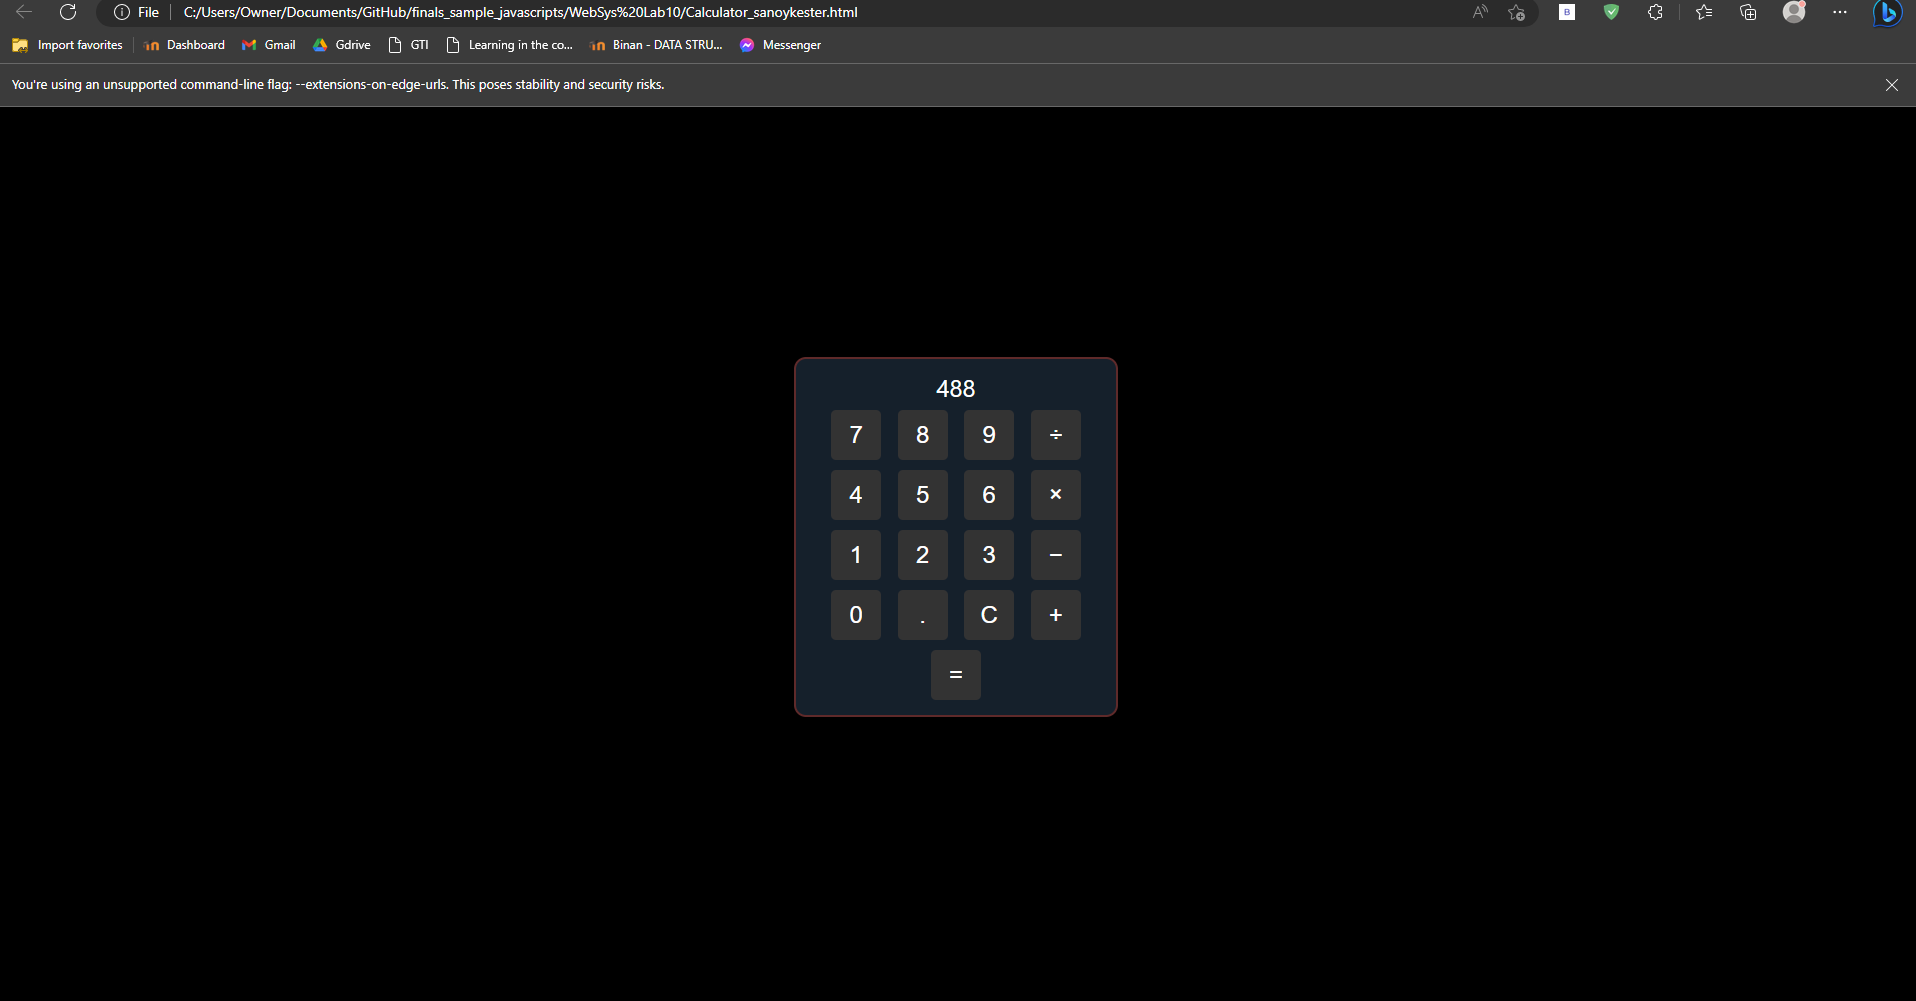 File C:/Users/Owner/Documents/GitHub/finals_sample_javascripts/WebSys%20Lab10/Calculator_sanoykester.html
Import favorites Dashboard Gmail Gdrive GTI Learning in the co... Binan - DATA STRU... Messenger
You're using an unsupported command-line flag: --extensions-on-edge-urls. This poses stability and security risks.
488
7 8 9 ÷
4 5 6 ×
1 2 3 −
0 . C +
=